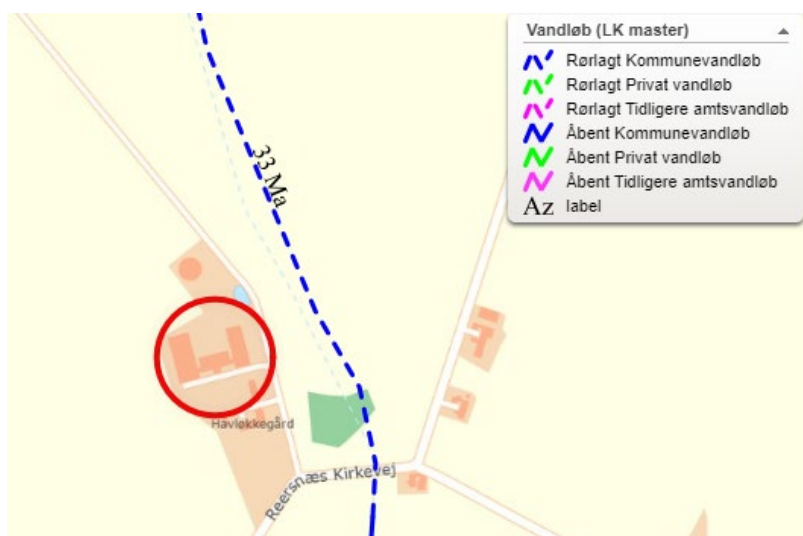 Vandløb (LK master)
Rørlagt Kommunevandløb
Rørlagt Privat vandløb
Rørlagt Tidligere amtsvandløb
Åbent Kommunevandløb
Åbent Privat vandløb
Åbent Tidligere amtsvandløb
Az label
33 Ma
Havløkkegård
Reersnæs Kirkevej